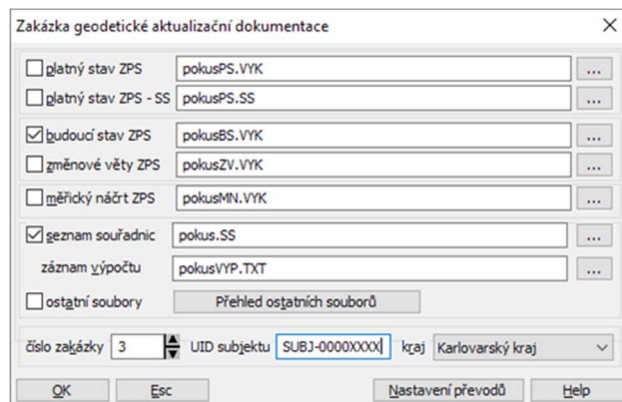 Zakázka geodetické aktualizační dokumentace
platný stav ZPS pokusPS.VYK ...
platný stav ZPS - SS pokusPS.SS ...
budoucí stav ZPS pokusBS.VYK ...
změnové věty ZPS pokusZV.VYK ...
měřický náčrt ZPS pokusMN.VYK ...
seznam souřadnic pokus.SS ...
záznam výpočtu pokusVYP.TXT ...
ostatní soubory Přehled ostatních souborů
číslo zakázky 3 UID subjektu SUBJ-0000XXXX kraj Karlovarský kraj
OK Esc Nastavení převodů Help